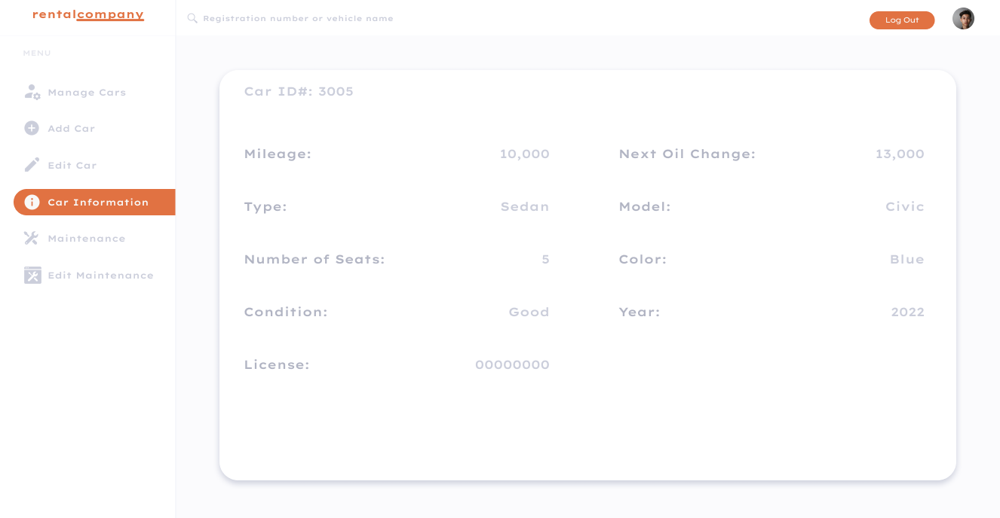 rentalcompany
Registration number or vehicle name
Log Out
MENU
Manage Cars
Add Car
Edit Car
Car Information
Maintenance
Edit Maintenance
Car ID#: 3005
Mileage: 10,000 Next Oil Change: 13,000
Type: Sedan Model: Civic
Number of Seats: 5 Color: Blue
Condition: Good Year: 2022
License: 00000000